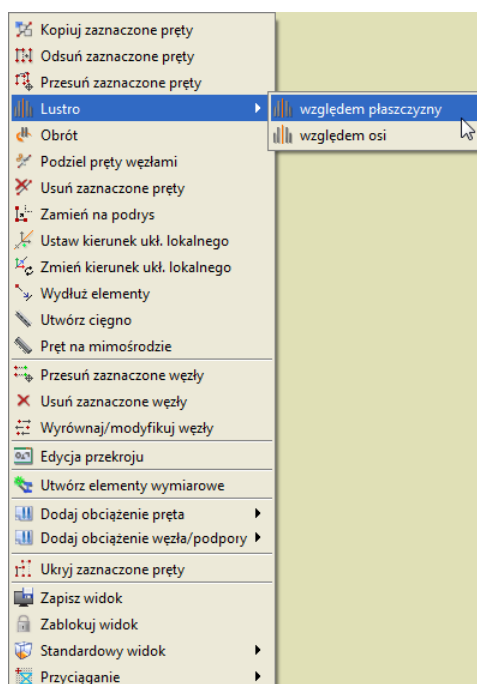 Kopiuj zaznaczone pręty
Odsuń zaznaczone pręty
Przesuń zaznaczone pręty
Lustro
względem płaszczyzny
Obrót
względem osi
Podziel pręty węzłami
Usuń zaznaczone pręty
Zamień na podrys
Ustaw kierunek ukł. lokalnego
Zmień kierunek ukł. lokalnego
Wydłuż elementy
Utwórz cięgno
Pręt na mimośrodzie
Przesuń zaznaczone węzły
Usuń zaznaczone węzły
Wyrównaj/modyfikuj węzły
Edycja przekroju
Utwórz elementy wymiarowe
Dodaj obciążenie pręta
Dodaj obciążenie węzła/podpory
Ukryj zaznaczone pręty
Zapisz widok
Zablokuj widok
Standardowy widok
Przyciąganie